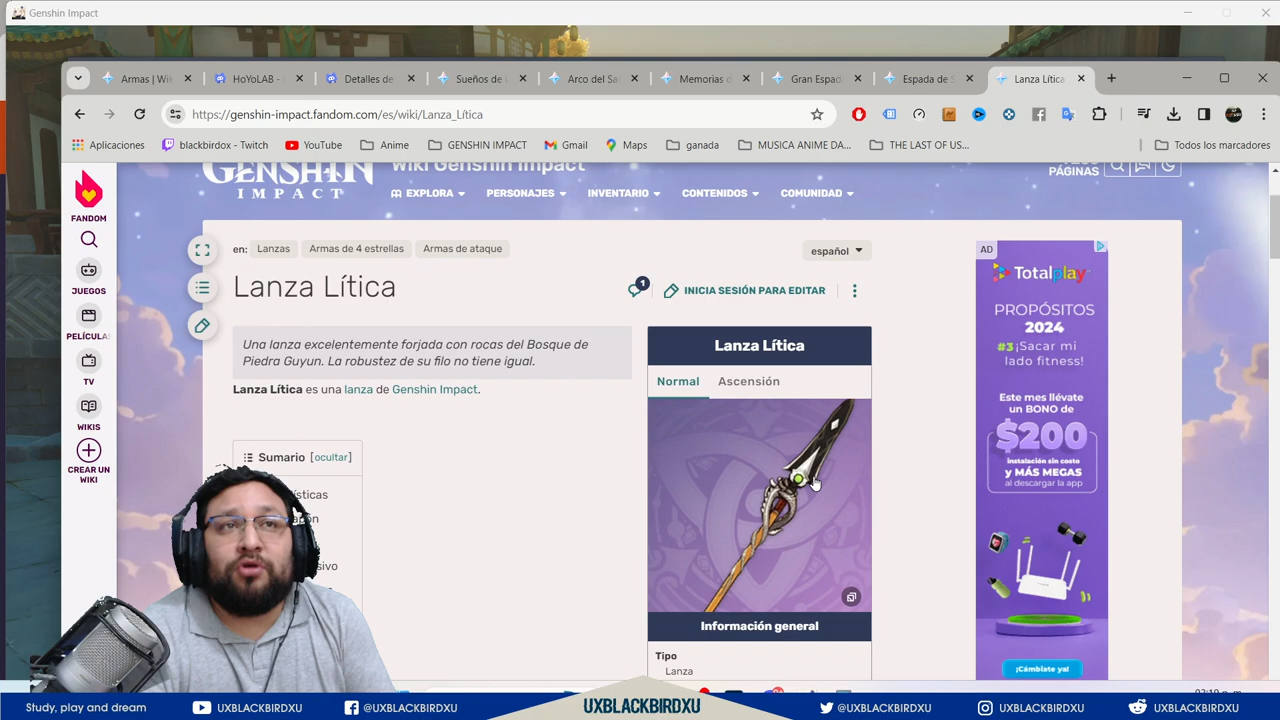 Genshin Impact
Armas | Wi
HoYoLAB -
Detalles de
Sueños de
Arco del Sa
Memorias d
Gran Espad
Espada de S
Lanza Lítica
https://genshin-impact.fandom.com/es/wiki/Lanza_Lítica
Aplicaciones
blackbirdox - Twitch
YouTube
Anime
GENSHIN IMPACT
Gmail
Maps
ganada
MUSICA ANIME DA...
THE LAST OF US...
Todos los marcadores
GENSHIN
IMPACT
Wiki Genshin Impact
PÁGINAS
EXPLORA
PERSONAJES
INVENTARIO
CONTENIDOS
COMUNIDAD
FANDOM
JUEGOS
PELÍCULAS
TV
WIKIS
CREAR UN
WIKI
en:
Lanzas
Armas de 4 estrellas
Armas de ataque
español
Lanza Lítica
1
INICIA SESIÓN PARA EDITAR
Una lanza excelentemente forjada con rocas del Bosque de
Piedra Guyun. La robustez de su filo no tiene igual.
Lanza Lítica es una lanza de Genshin Impact.
Sumario [ocultar]
ísticas
ón
sivo
Lanza Lítica
Normal
Ascensión
Información general
Tipo
Lanza
AD
Totalplay
PROPÓSITOS
2024
#3 ¡Sacar mi
lado fitness!
Este mes llévate
un BONO de
$200
instalación sin costo
y MÁS MEGAS
al descargar la app
¡Cámbiate ya!
Study, play and dream
UXBLACKBIRDXU
@UXBLACKBIRDXU
UXBLACKBIRDXU
@UXBLACKBIRDXU
UXBLACKBIRDXU
UXBLACKBIRDXU